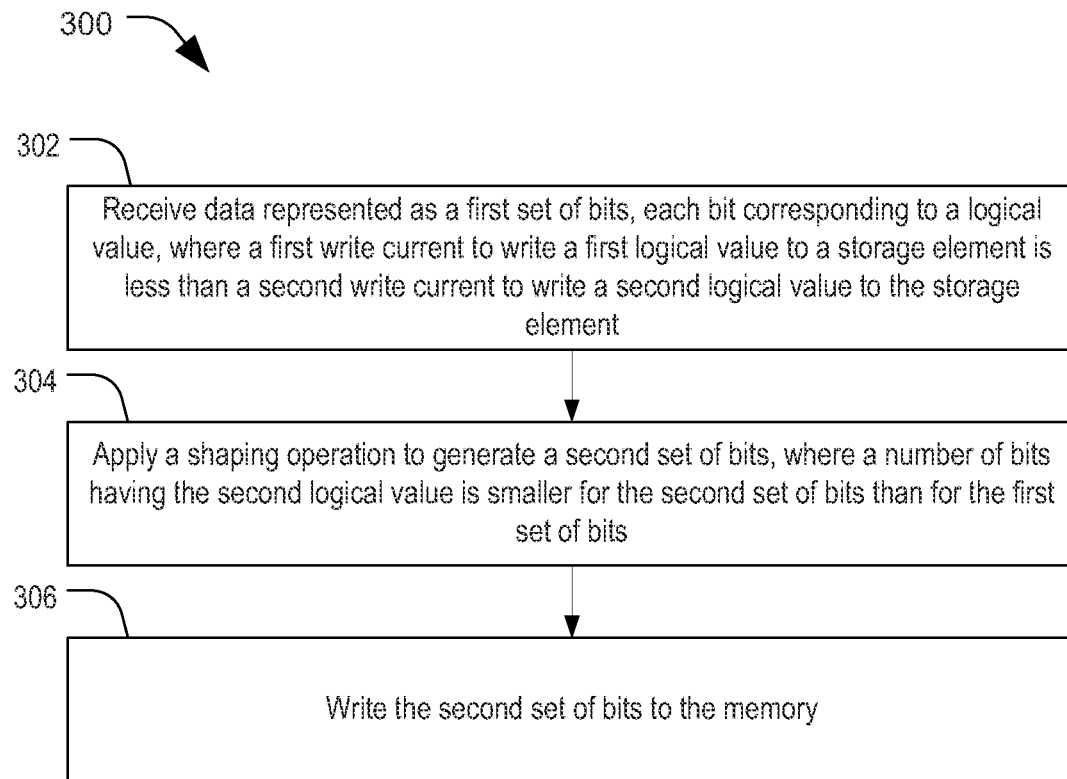 300
302
Receive data represented as a first set of bits, each bit corresponding to a logical
value, where a first write current to write a first logical value to a storage element is
less than a second write current to write a second logical value to the storage
element
304
Apply a shaping operation to generate a second set of bits, where a number of bits
having the second logical value is smaller for the second set of bits than for the first
set of bits
306
Write the second set of bits to the memory